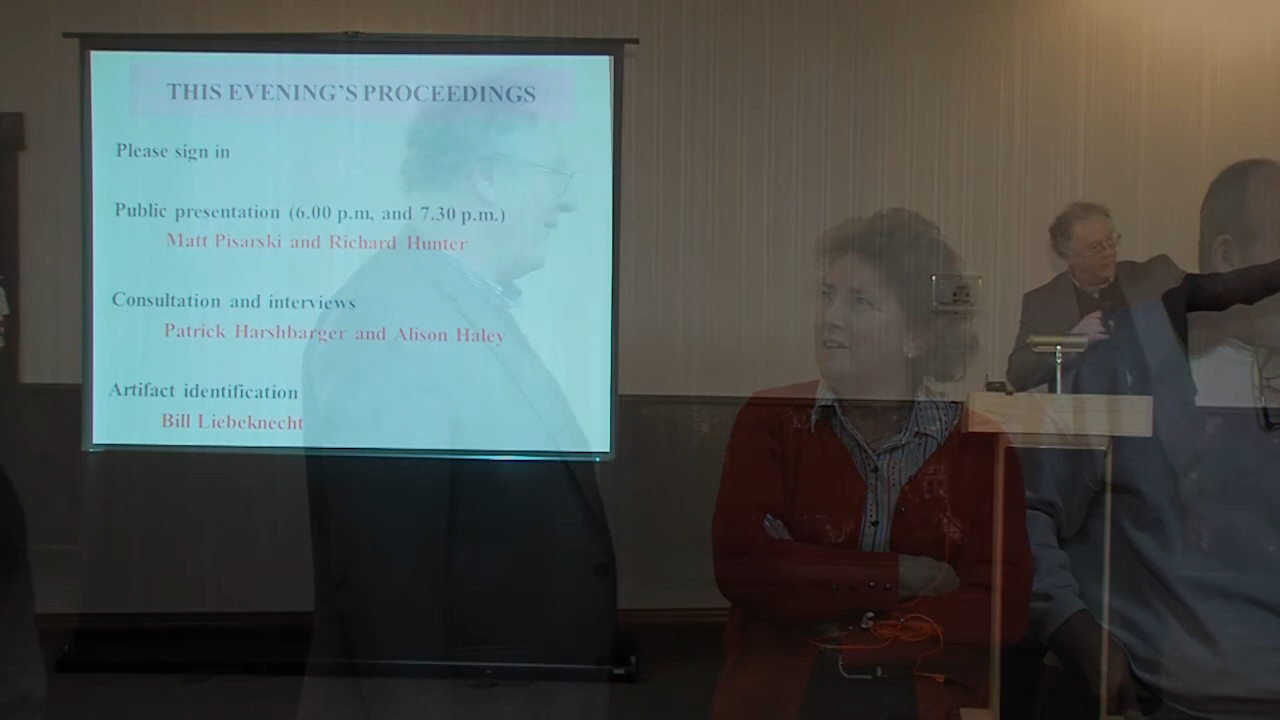 THIS EVENING'S PROCEEDINGS
Please sign in
Public presentation (6.00 p.m, and 7.30 p.m.)
Matt Pisarski and Richard Hunter
Consultation and interviews
Patrick Harshbarger and Alison Haley
Artifact identification
Bill Liebeknecht